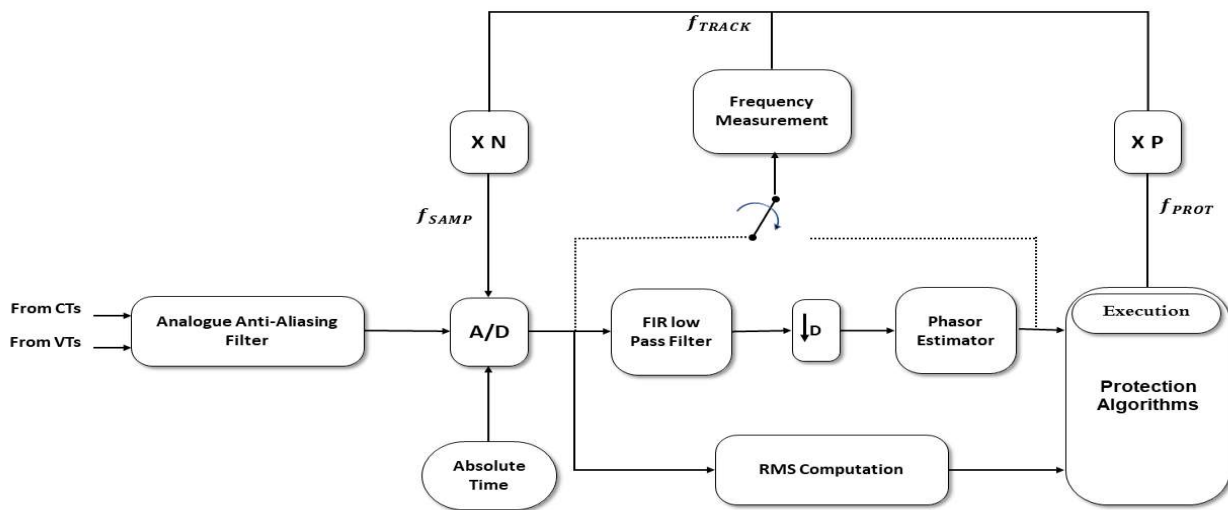 f_TRACK
Frequency
Measurement
X N
X P
f_SAMP
f_PROT
From CTs
From VTs
Analogue Anti-Aliasing
Filter
A/D
FIR low
Pass Filter
↓D
Phasor
Estimator
Execution
Protection
Algorithms
Absolute
Time
RMS Computation